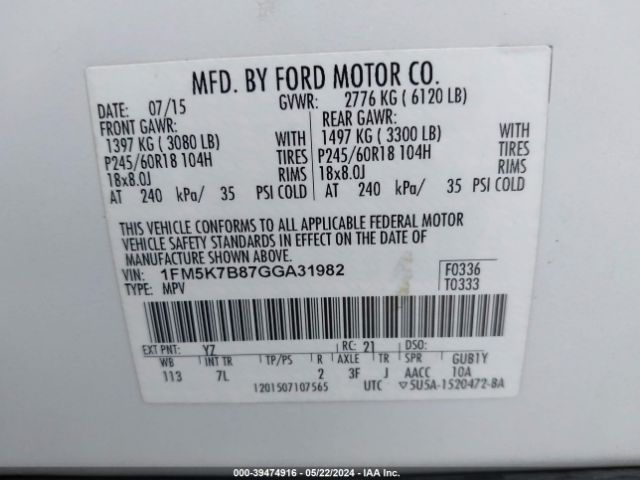 MFD. BY FORD MOTOR CO.
DATE: 07/15 GVWR: 2776 KG ( 6120 LB)
FRONT GAWR: REAR GAWR:
1397 KG ( 3080 LB) WITH 1497 KG ( 3300 LB) WITH
P245/60R18 104H TIRES P245/60R18 104H TIRES
18x8.0J RIMS 18x8.0J RIMS
AT 240 kPa/ 35 PSI COLD AT 240 kPa/ 35 PSI COLD
THIS VEHICLE CONFORMS TO ALL APPLICABLE FEDERAL MOTOR
VEHICLE SAFETY STANDARDS IN EFFECT ON THE DATE OF
MANUFACTURE SHOWN ABOVE.
VIN: 1FM5K7B87GGA31982 F0336
TYPE: MPV T0333
EXT PNT: YZ RC: 21 DSO:
WB INT TR TP/PS R AXLE TR SPR GUB1Y
113 7L 2 3F J AACC 10A
1201507107565 UTC ▽5U5A-1520472-BA
000-39474916 - 05/22/2024 - IAA Inc.